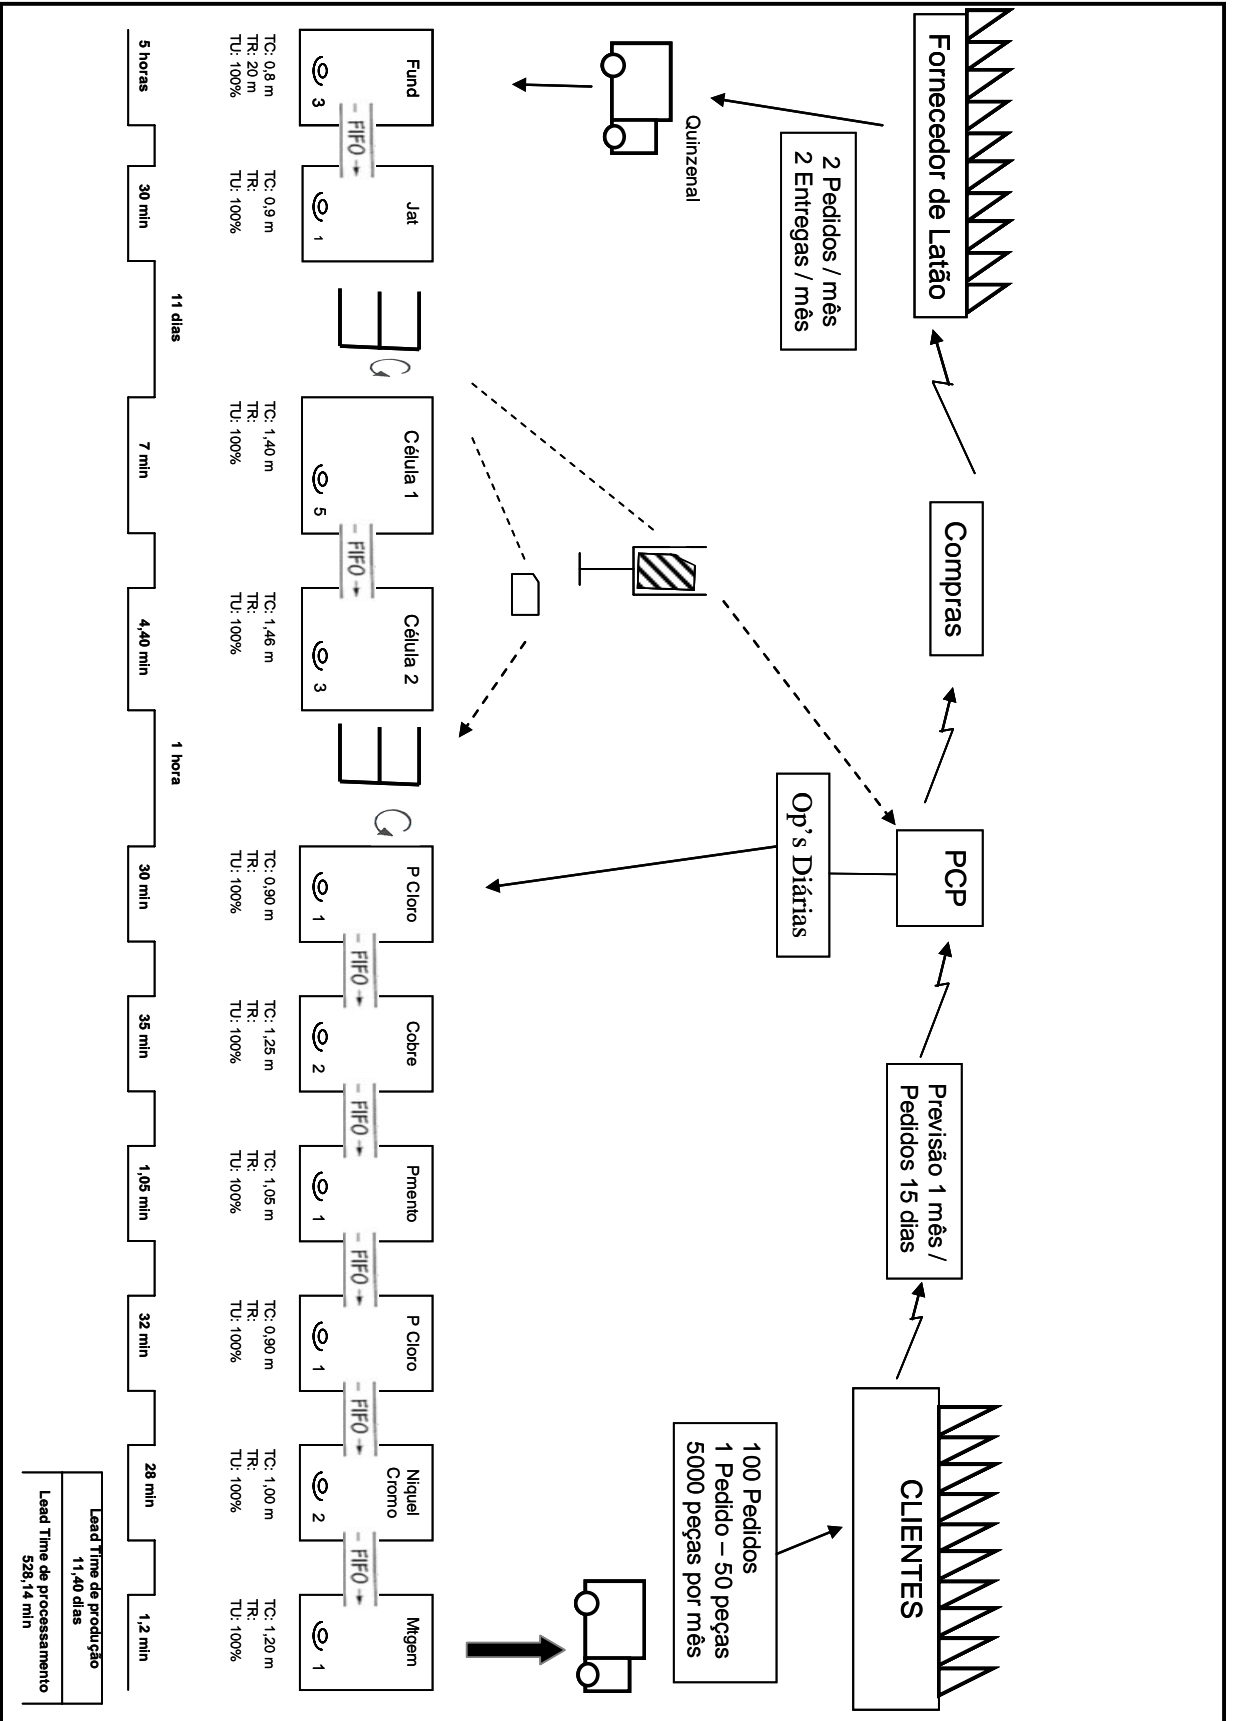 Fornecedor de Latão
Compras
PCP
Previsão 1 mês /
Pedidos 15 dias
CLIENTES
2 Pedidos / mês
2 Entregas / mês
Op's Diárias
100 Pedidos
1 Pedido – 50 peças
5000 peças por mês
Quinzenal
Fund
3
– FIFO →
Jat
1
Célula 1
5
– FIFO →
Célula 2
3
P Cloro
1
– FIFO →
Cobre
2
– FIFO →
Pmento
1
– FIFO →
P Cloro
1
– FIFO →
Niquel
Cromo
2
– FIFO →
Mtgem
1
TC: 0,8 m
TR: 20 m
TU: 100%
TC: 0,9 m
TR:
TU: 100%
TC: 1,40 m
TR:
TU: 100%
TC: 1,46 m
TR:
TU: 100%
TC: 0,90 m
TR:
TU: 100%
TC: 1,25 m
TR:
TU: 100%
TC: 1,05 m
TR:
TU: 100%
TC: 0,90 m
TR:
TU: 100%
TC: 1,00 m
TR:
TU: 100%
TC: 1,20 m
TR:
TU: 100%
11 dias
1 hora
5 horas
30 min
7 min
4,40 min
30 min
35 min
1,05 min
32 min
28 min
1,2 min
Lead Time de produção
11,40 dias
Lead Time de processamento
528,14 min